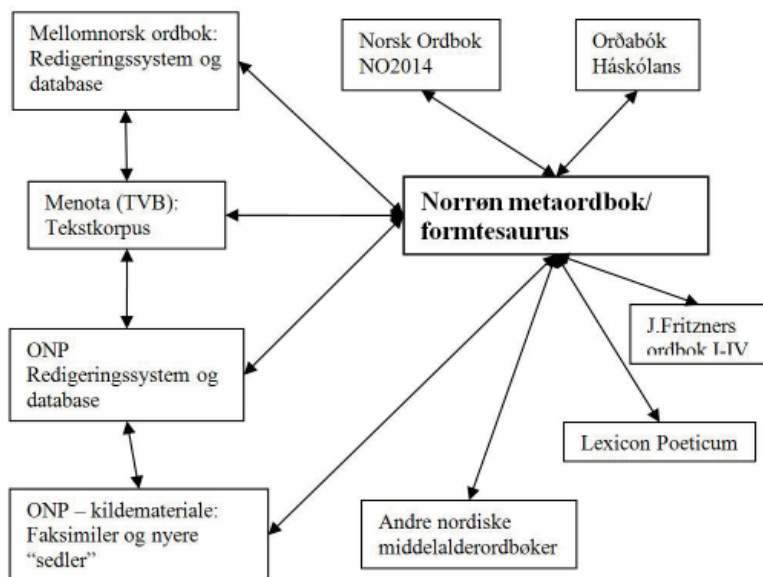 Mellomnorsk ordbok:
Redigeringssystem og
database
Norsk Ordbok
NO2014
Orðabók
Háskólans
Menota (TVB):
Tekstkorpus
Norrøn metaordbok/
formtesaurus
ONP
Redigeringssystem og
database
J.Fritzners
ordbok I-IV
Lexicon Poeticum
ONP – kildemateriale:
Faksimiler og nyere
“sedler”
Andre nordiske
middelalderordbøker